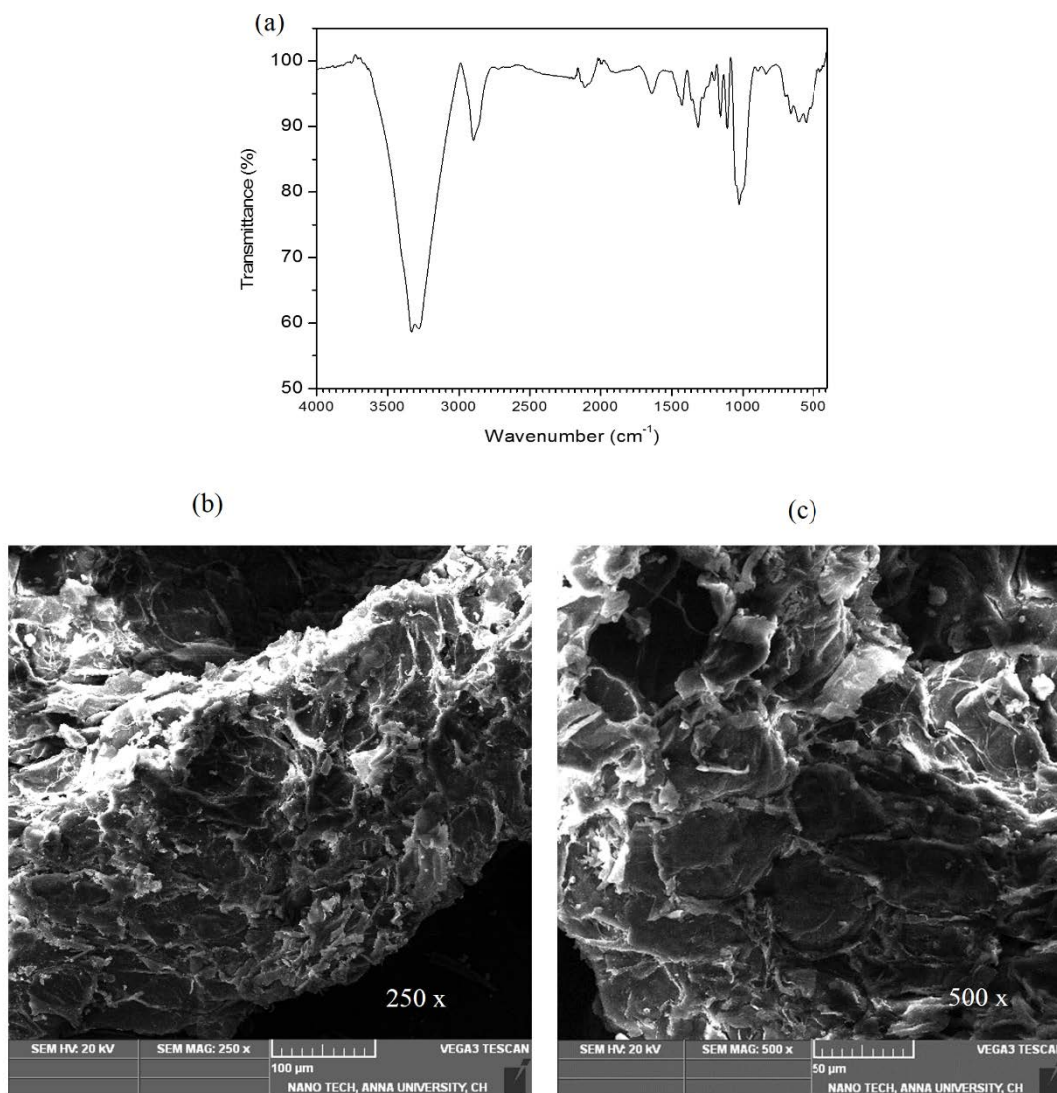 (a)
100
90
80
70
60
50
Transmittance (%)
4000 3500 3000 2500 2000 1500 1000 500
Wavenumber (cm⁻¹)
(b)
(c)
250 x
500 x
SEM HV: 20 kV SEM MAG: 250 x VEGA3 TESCAN
100 µm
NANO TECH, ANNA UNIVERSITY, CH
SEM HV: 20 kV SEM MAG: 500 x VEGA3 TESCAN
50 µm
NANO TECH, ANNA UNIVERSITY, CH